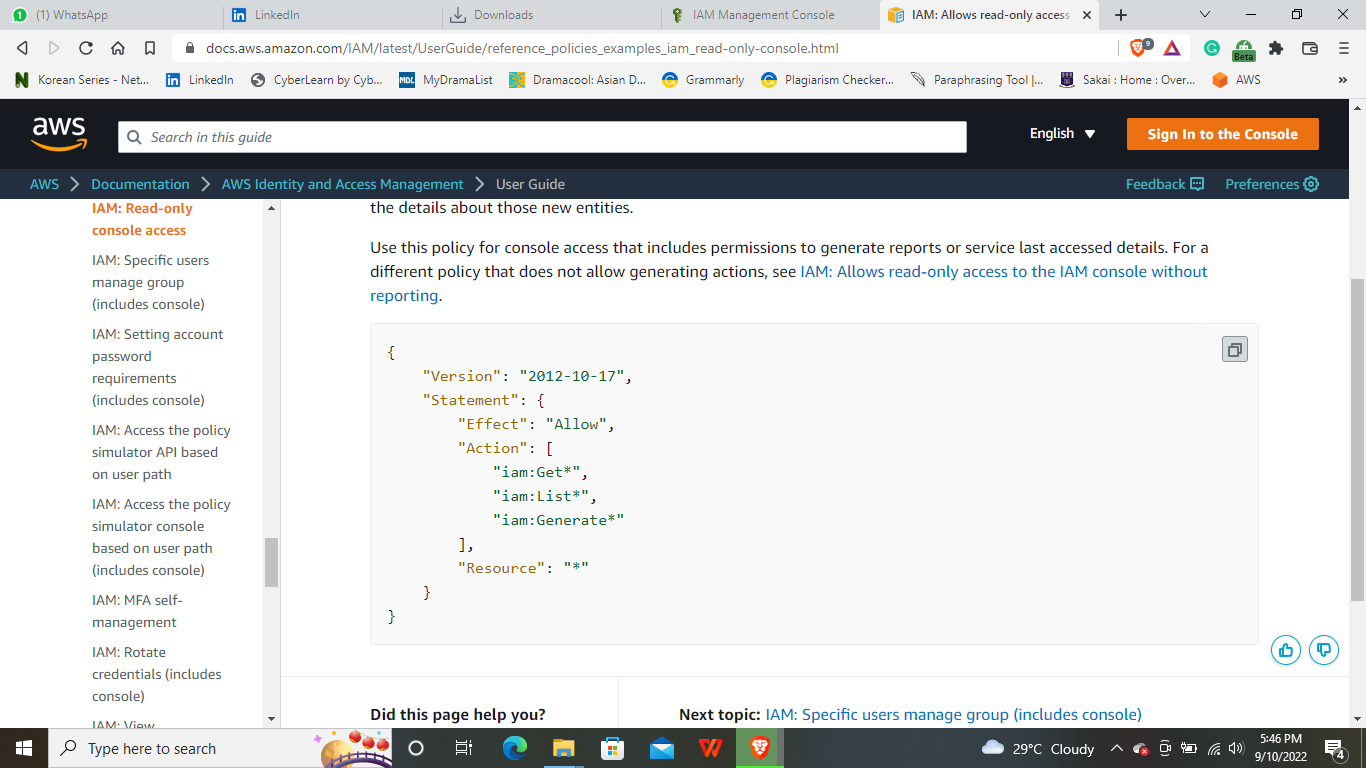 (1) WhatsApp
LinkedIn
Downloads
IAM Management Console
IAM: Allows read-only access
docs.aws.amazon.com/IAM/latest/UserGuide/reference_policies_examples_iam_read-only-console.html
9
Beta
Korean Series - Net...
LinkedIn
CyberLearn by Cyb...
MDL MyDramaList
Dramacool: Asian D...
Grammarly
Plagiarism Checker...
Paraphrasing Tool |...
Sakai : Home : Over...
AWS
»
aws
Search in this guide
English
Sign In to the Console
AWS > Documentation > AWS Identity and Access Management > User Guide
Feedback
Preferences
IAM: Read-only
console access
IAM: Specific users
manage group
(includes console)
IAM: Setting account
password
requirements
(includes console)
IAM: Access the policy
simulator API based
on user path
IAM: Access the policy
simulator console
based on user path
(includes console)
IAM: MFA self-
management
IAM: Rotate
credentials (includes
console)
IAM: View
the details about those new entities.
Use this policy for console access that includes permissions to generate reports or service last accessed details. For a
different policy that does not allow generating actions, see IAM: Allows read-only access to the IAM console without
reporting.
{
"Version": "2012-10-17",
"Statement": {
"Effect": "Allow",
"Action": [
"iam:Get*",
"iam:List*",
"iam:Generate*"
],
"Resource": "*"
}
}
Did this page help you?
Next topic: IAM: Specific users manage group (includes console)
Type here to search
29°C Cloudy
5:46 PM
9/10/2022
4